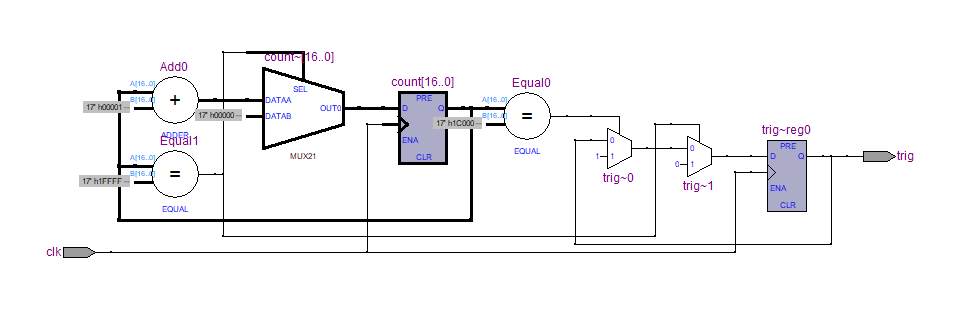 Add0
A[16..0]
B[16..0]
17' h00001
+
ADDER
Equal1
A[16..0]
B[16..0]
17' h1FFFF
=
EQUAL
count~[16..0]
SEL
DATAA
17' h00000
DATAB
OUT0
MUX21
count[16..0]
PRE
D
Q
ENA
CLR
Equal0
A[16..0]
17' h1C000
B[16..0]
=
EQUAL
0
1
1
trig~0
0
0
1
trig~1
trig~reg0
PRE
D
Q
ENA
CLR
trig
clk